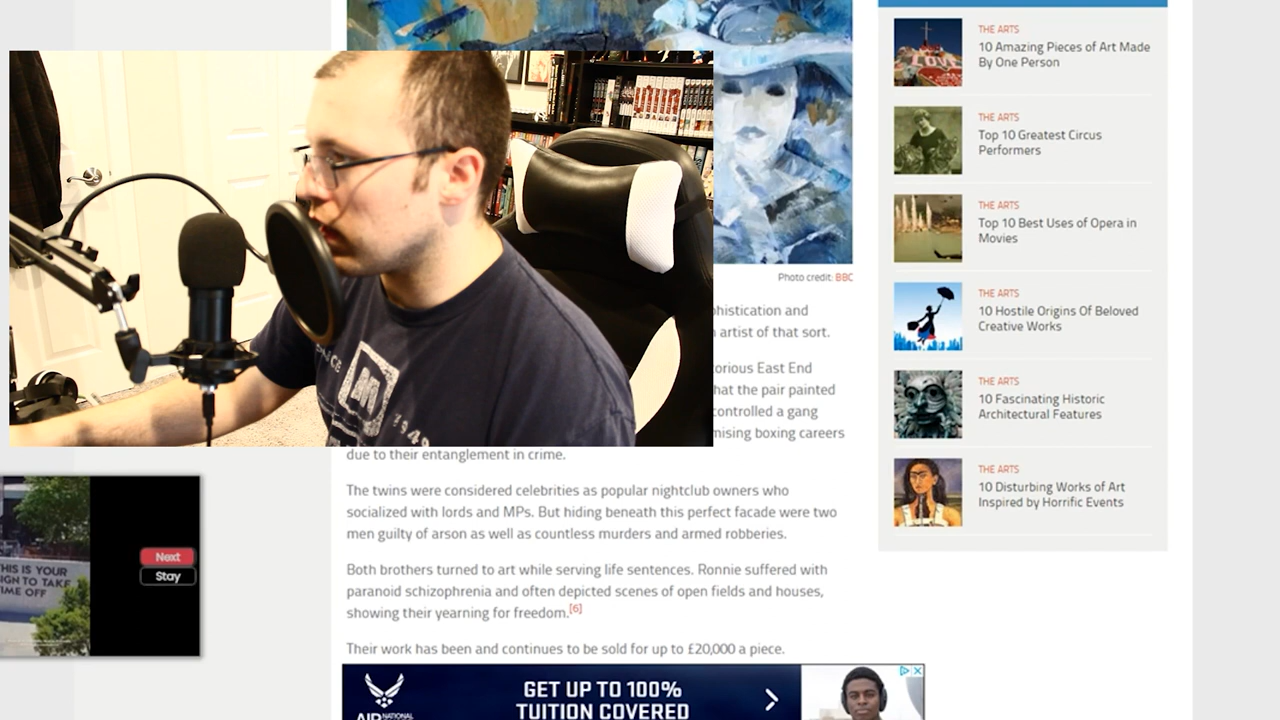 Photo credit: BBC
phistication and
artist of that sort.
orious East End
hat the pair painted
controlled a gang
mising boxing careers
due to their entanglement in crime.
The twins were considered celebrities as popular nightclub owners who
socialized with lords and MPs. But hiding beneath this perfect facade were two
men guilty of arson as well as countless murders and armed robberies.
Both brothers turned to art while serving life sentences. Ronnie suffered with
paranoid schizophrenia and often depicted scenes of open fields and houses,
showing their yearning for freedom.[6]
Their work has been and continues to be sold for up to £20,000 a piece.
THE ARTS
10 Amazing Pieces of Art Made
By One Person
THE ARTS
Top 10 Greatest Circus
Performers
THE ARTS
Top 10 Best Uses of Opera in
Movies
THE ARTS
10 Hostile Origins Of Beloved
Creative Works
THE ARTS
10 Fascinating Historic
Architectural Features
THE ARTS
10 Disturbing Works of Art
Inspired by Horrific Events
LOVE
M
1949
THIS IS YOUR
IGN TO TAKE
IME OFF
Next
Stay
AIR NATIONAL
GET UP TO 100%
TUITION COVERED